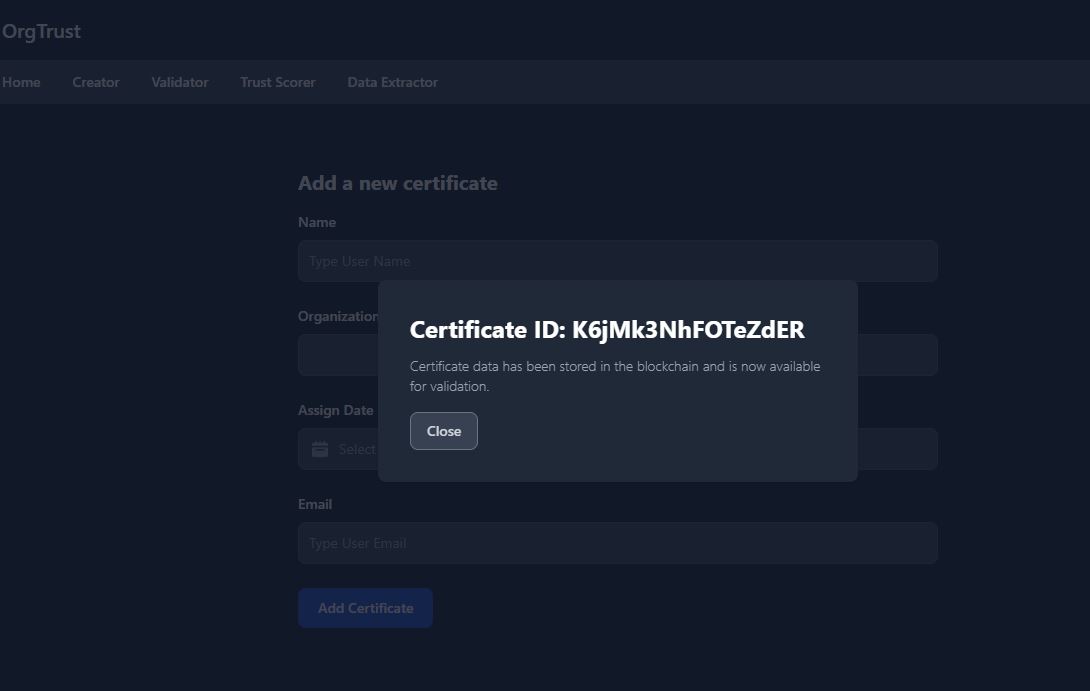 OrgTrust
Home Creator Validator Trust Scorer Data Extractor
Add a new certificate
Name
Type User Name
Organization
Certificate ID: K6jMk3NhFOTeZdER
Certificate data has been stored in the blockchain and is now available
for validation.
Assign Date
Select
Close
Email
Type User Email
Add Certificate